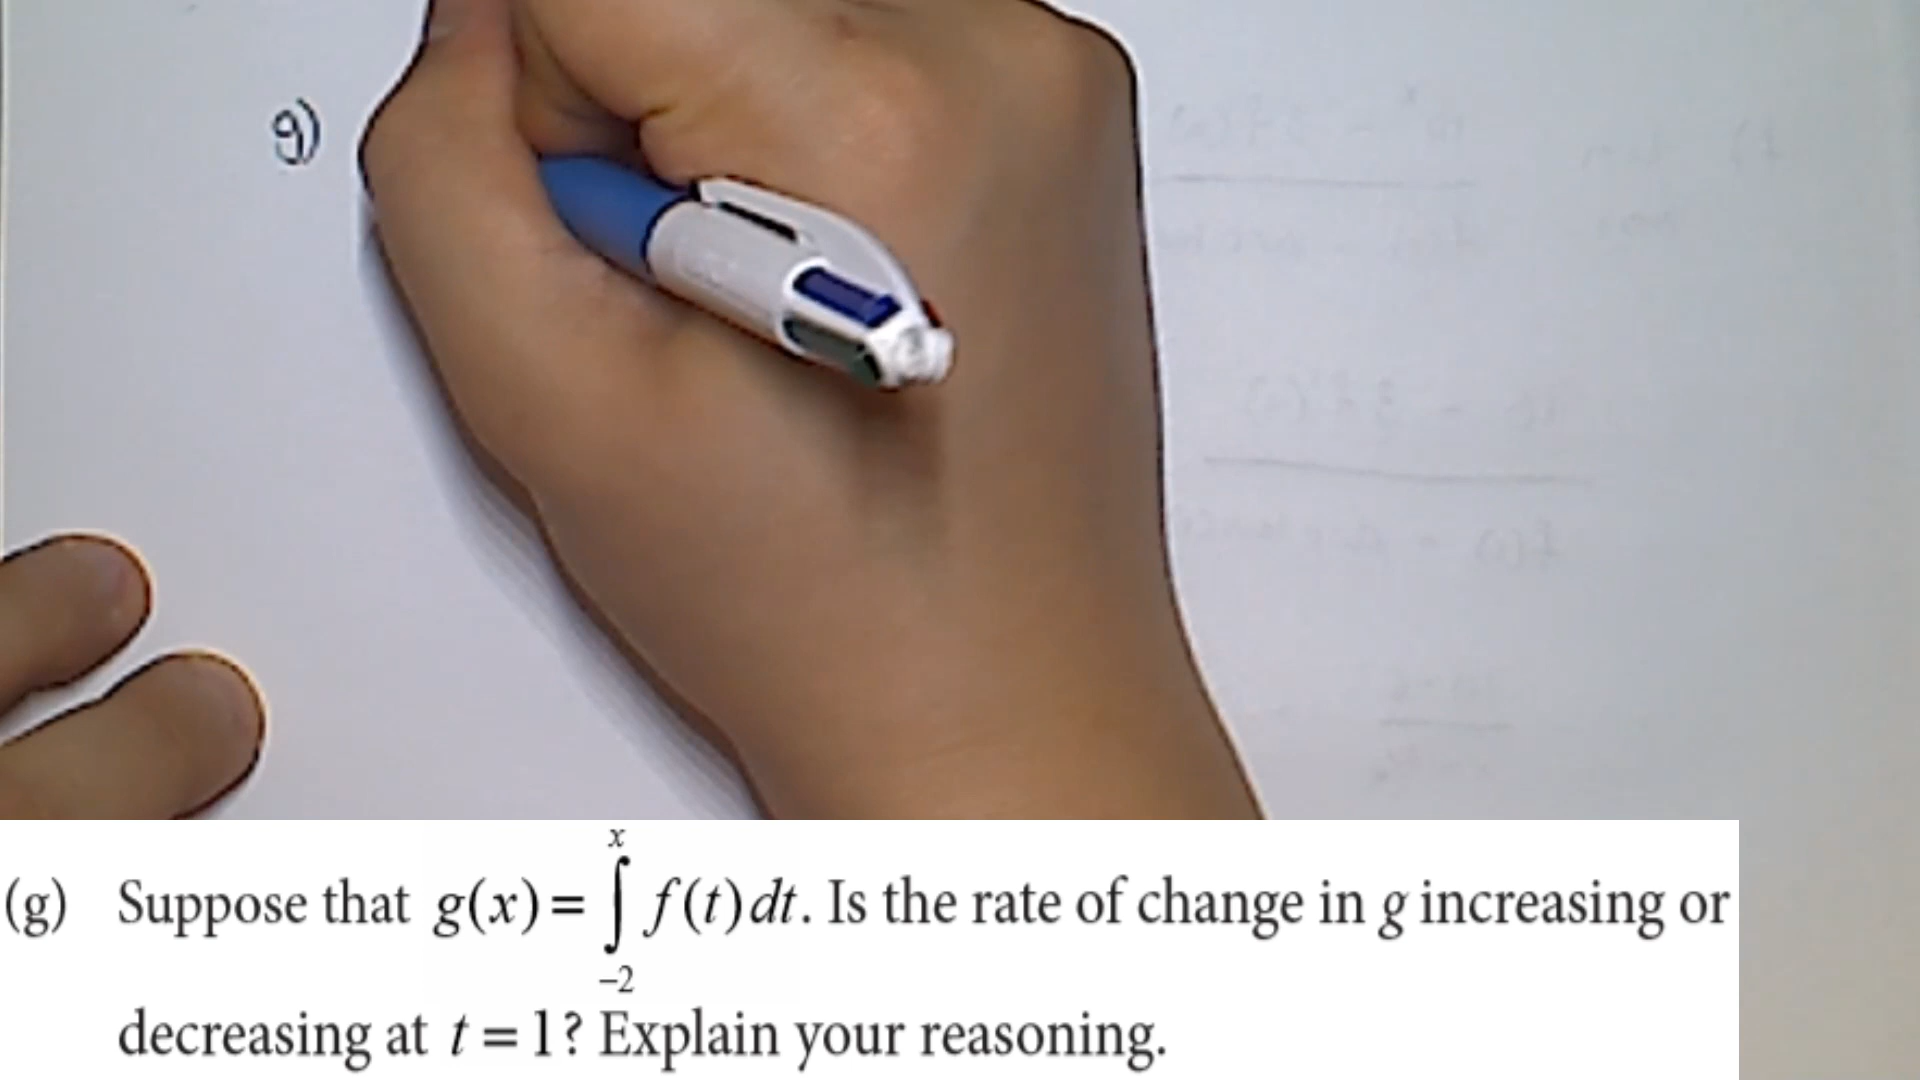 g)
(g) Suppose that g(x) = ∫_{-2}^{x} f(t) dt. Is the rate of change in g increasing or
decreasing at t = 1? Explain your reasoning.